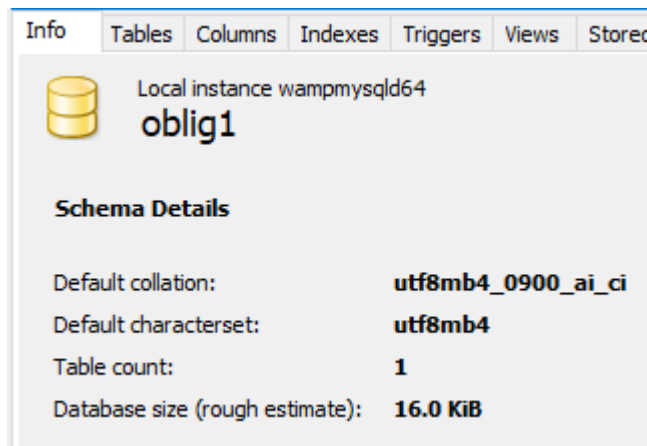 Info Tables Columns Indexes Triggers Views Stored
Local instance wampmysqld64
oblig1
Schema Details
Default collation: utf8mb4_0900_ai_ci
Default characterset: utf8mb4
Table count: 1
Database size (rough estimate): 16.0 KiB